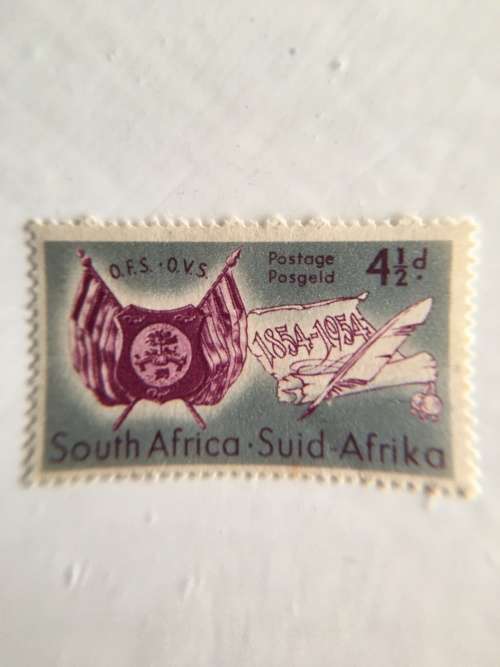 O.F.S. · O.V.S.
Postage
Posgeld
4½d.
1854-1954
South Africa · Suid-Afrika